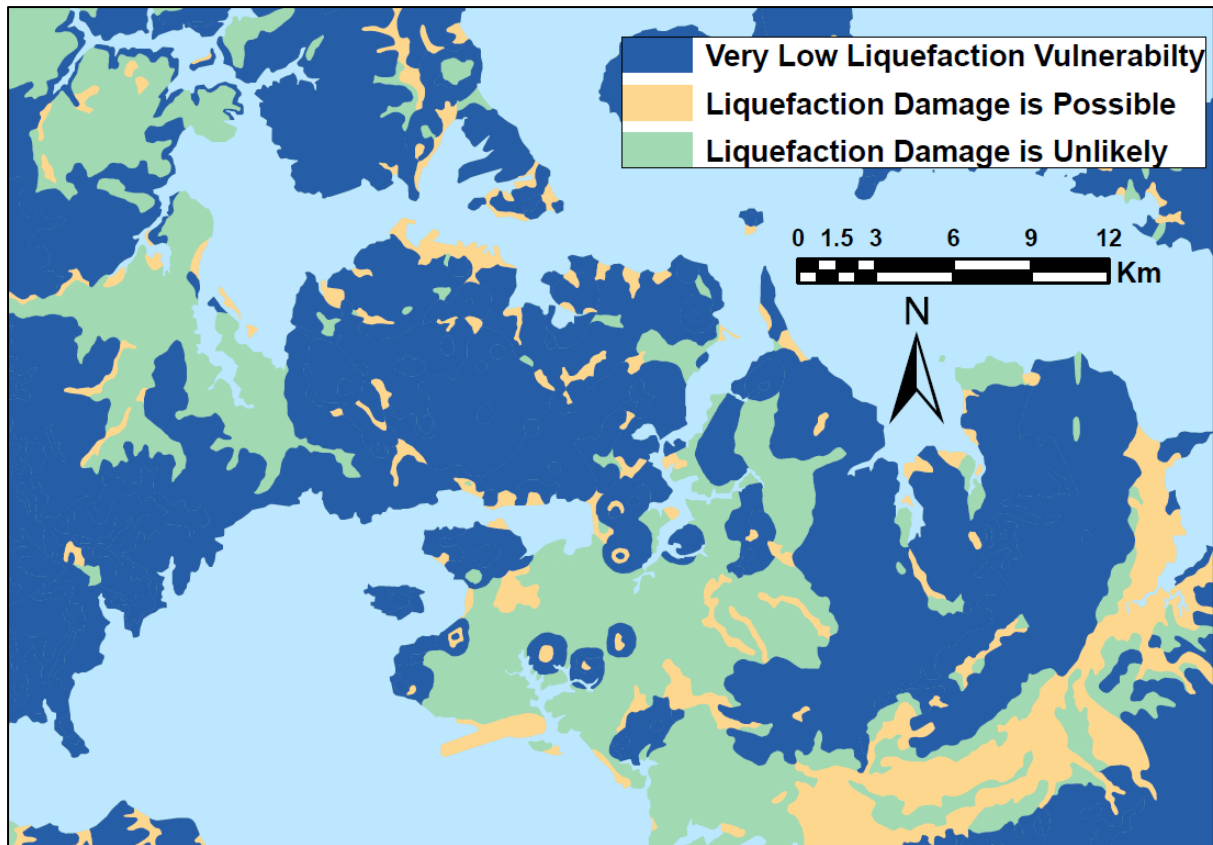 Very Low Liquefaction Vulnerabilty
Liquefaction Damage is Possible
Liquefaction Damage is Unlikely
0 1.5 3 6 9 12
Km
N